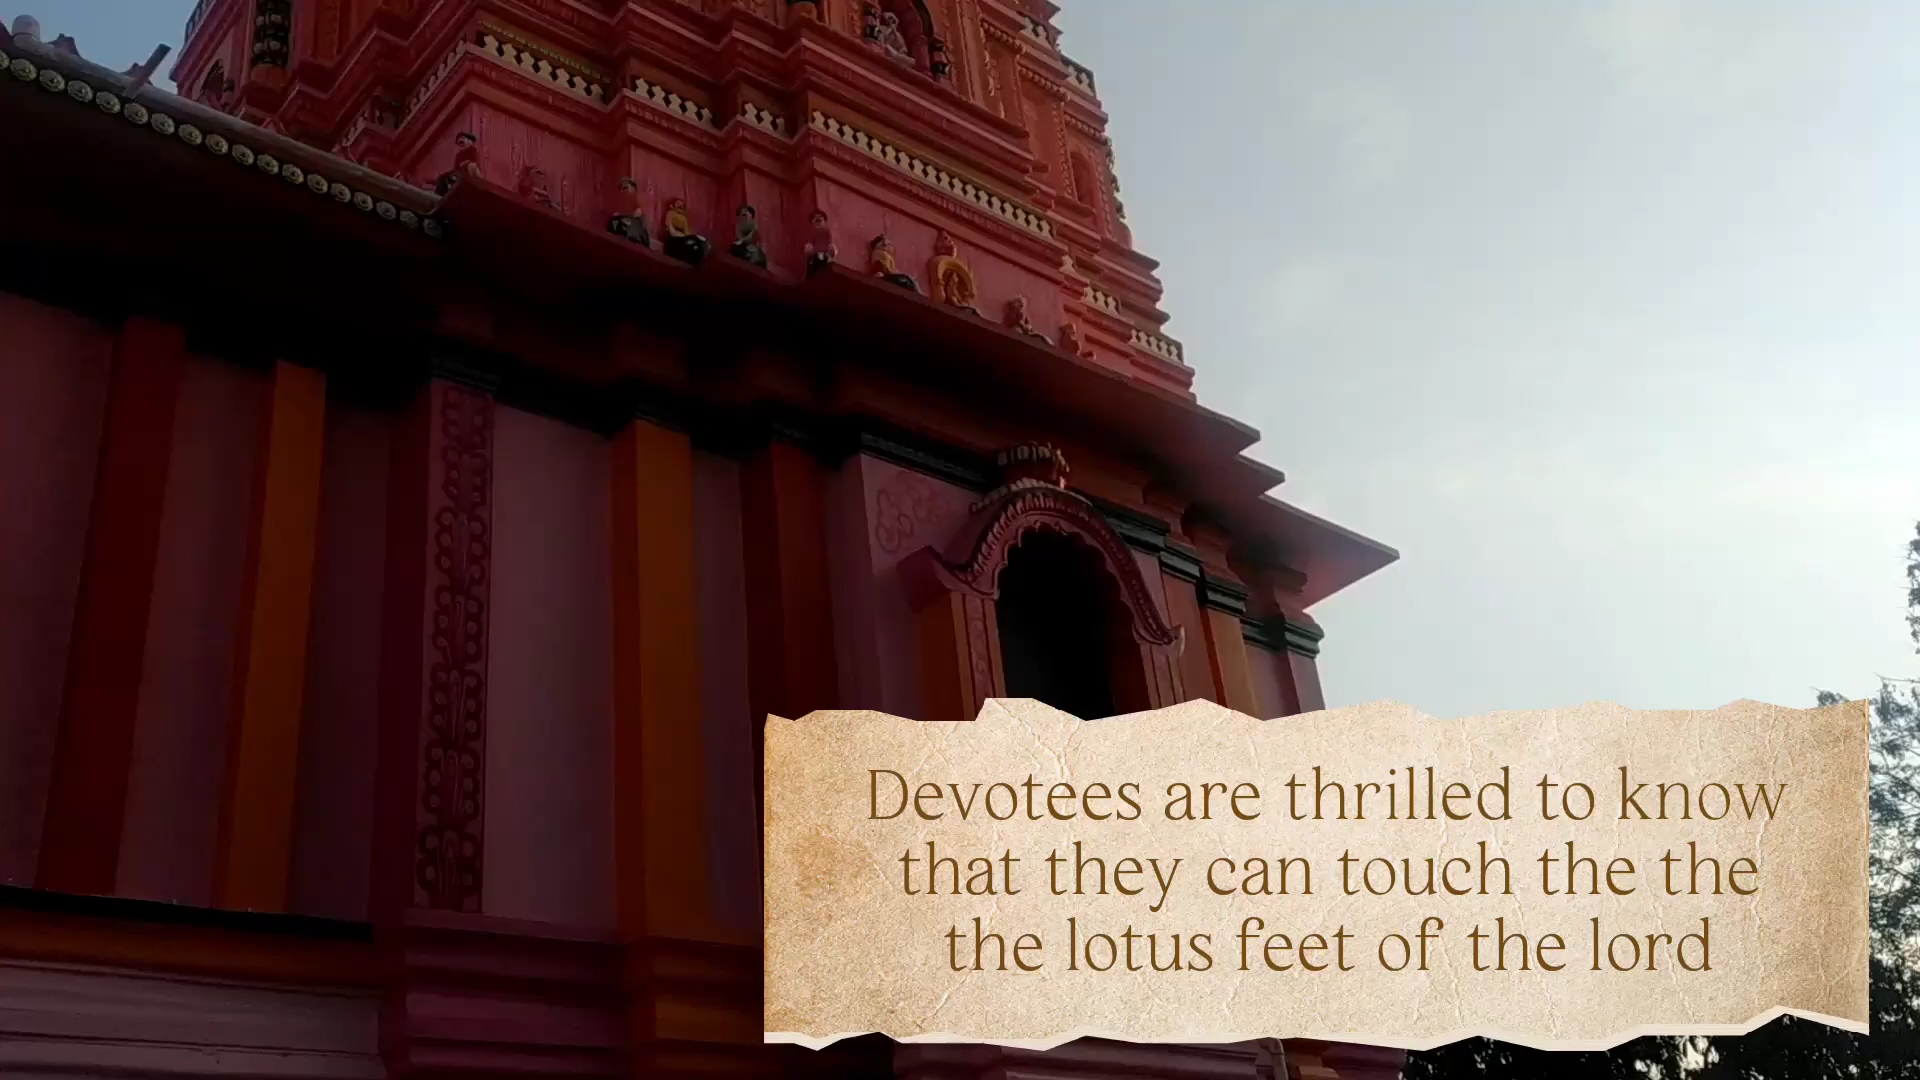 Devotees are thrilled to know
that they can touch the the
the lotus feet of the lord